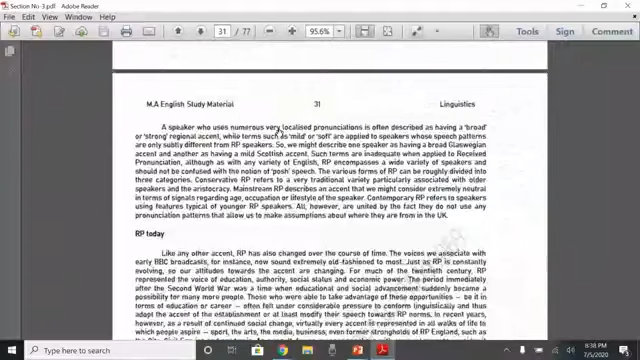 Section No -3.pdf - Adobe Reader
File Edit View Window Help
31 / 77
95.6%
Tools Sign Comment
M.A English Study Material 31 Linguistics
A speaker who uses numerous very localised pronunciations is often described as having a 'broad'
or 'strong' regional accent, while terms such as 'mild' or 'soft' are applied to speakers whose speech patterns
are only subtly different from RP speakers. So, we might describe one speaker as having a broad Glaswegian
accent and another as having a mild Scottish accent. Such terms are inadequate when applied to Received
Pronunciation, although as with any variety of English, RP encompasses a wide variety of speakers and
should not be confused with the notion of 'posh' speech. The various forms of RP can be roughly divided into
three categories. Conservative RP refers to a very traditional variety particularly associated with older
speakers and the aristocracy. Mainstream RP describes an accent that we might consider extremely neutral
in terms of signals regarding age, occupation or lifestyle of the speaker. Contemporary RP refers to speakers
using features typical of younger RP speakers. All, however, are united by the fact they do not use any
pronunciation patterns that allow us to make assumptions about where they are from in the UK.
RP today
Like any other accent, RP has also changed over the course of time. The voices we associate with
early BBC broadcasts, for instance, now sound extremely old-fashioned to most. Just as RP is constantly
evolving, so our attitudes towards the accent are changing. For much of the twentieth century, RP
represented the voice of education, authority, social status and economic power. The period immediately
after the Second World War was a time when educational and social advancement suddenly became a
possibility for many more people. Those who were able to take advantage of these opportunities — be it in
terms of education or career — often felt under considerable pressure to conform linguistically and thus
adopt the accent of the establishment or at least modify their speech towards RP norms. In recent years,
however, as a result of continued social change, virtually every accent is represented in all walks of life to
which people aspire - sport, the arts, the media, business, even former strongholds of RP England, such as
9:38 PM
7/5/2020